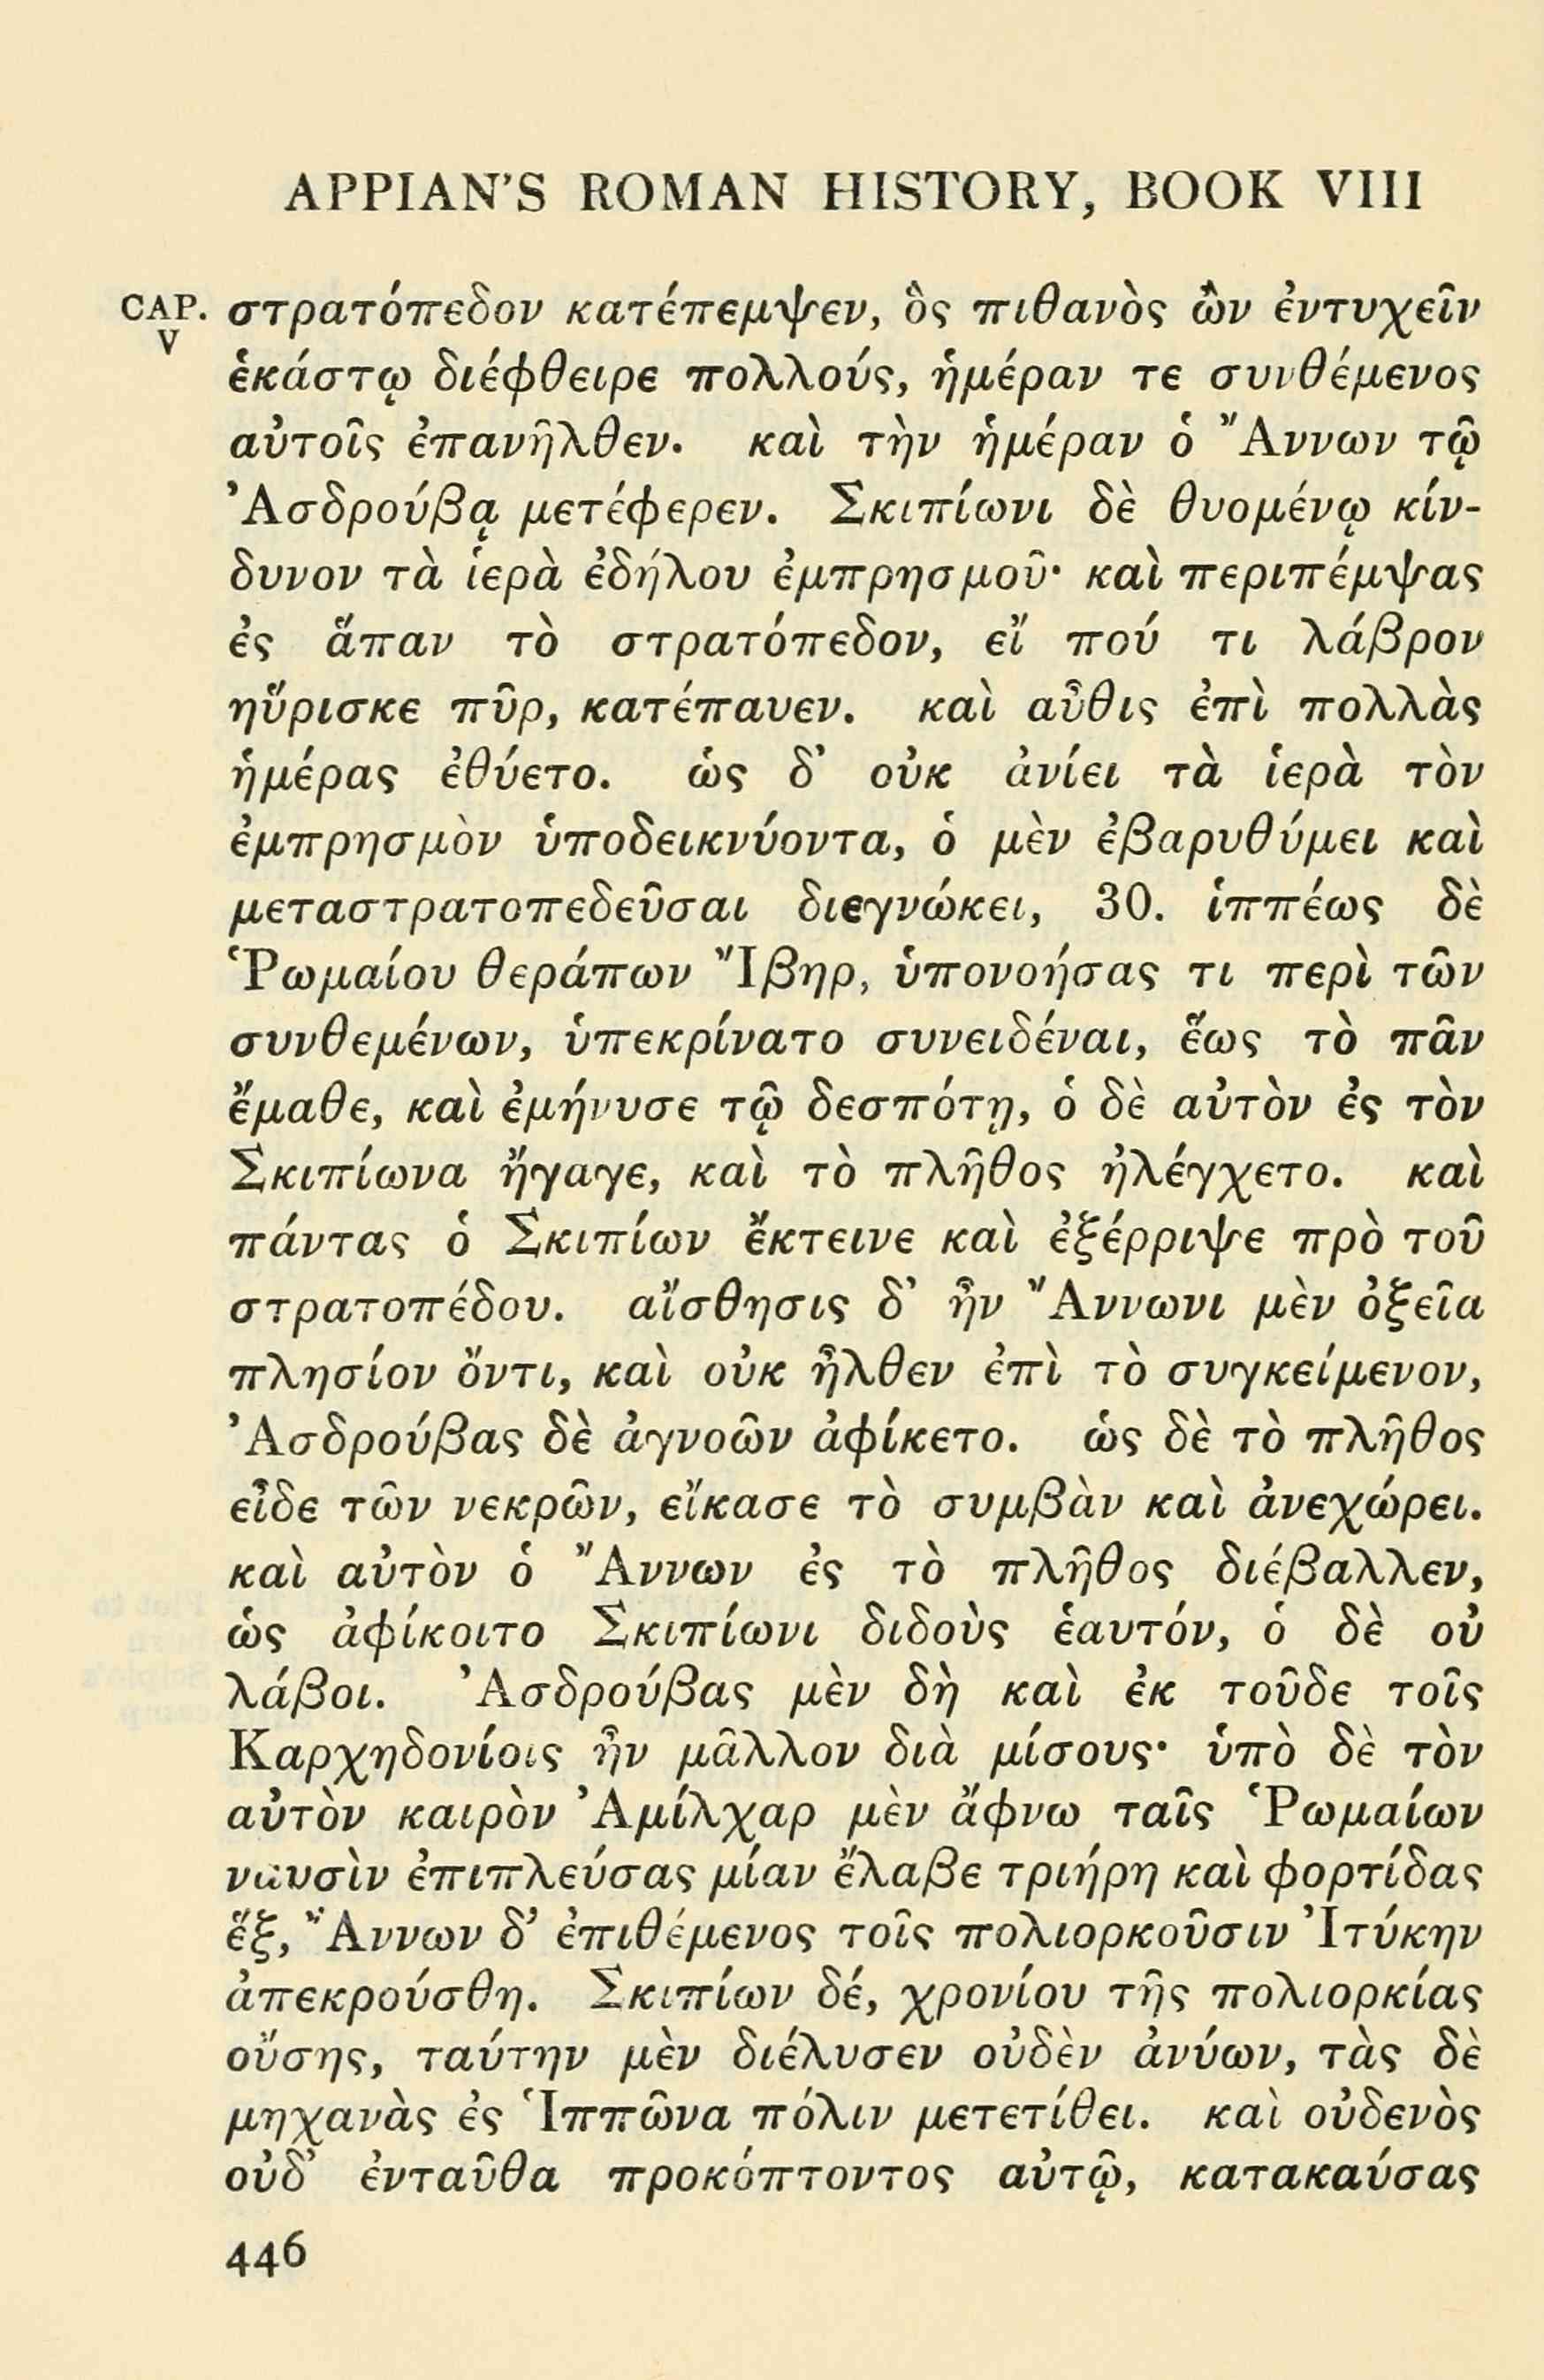 APPIAN'S ROMAN HISTORY, BOOK VIII
CAP. V
στρατόπεδον κατέπεμψεν, ὃς πιθανὸς ὢν ἐντυχεῖν
ἑκάστῳ διέφθειρε πολλούς, ἡμέραν τε συνθέμενος
αὐτοῖς ἐπανῆλθεν. καὶ τὴν ἡμέραν ὁ Ἄννων τῷ
Ἀσδρούβᾳ μετέφερεν. Σκιπίωνι δὲ θυομένῳ κίν-
δυνον τὰ ἱερὰ ἐδήλου ἐμπρησμοῦ· καὶ περιπέμψας
ἐς ἅπαν τὸ στρατόπεδον, εἴ πού τι λάβρον
ηὕρισκε πῦρ, κατέπαυεν. καὶ αὖθις ἐπὶ πολλὰς
ἡμέρας ἐθύετο. ὡς δ' οὐκ ἀνίει τὰ ἱερὰ τὸν
ἐμπρησμὸν ὑποδεικνύοντα, ὁ μὲν ἐβαρυθύμει καὶ
μεταστρατοπεδεῦσαι διεγνώκει, 30. ἱππέως δὲ
Ῥωμαίου θεράπων Ἴβηρ, ὑπονοήσας τι περὶ τῶν
συνθεμένων, ὑπεκρίνατο συνειδέναι, ἕως τὸ πᾶν
ἔμαθε, καὶ ἐμήνυσε τῷ δεσπότῃ, ὁ δὲ αὐτὸν ἐς τὸν
Σκιπίωνα ἤγαγε, καὶ τὸ πλῆθος ἠλέγχετο. καὶ
πάντας ὁ Σκιπίων ἔκτεινε καὶ ἐξέρριψε πρὸ τοῦ
στρατοπέδου. αἴσθησις δ' ἦν Ἄννωνι μὲν ὀξεῖα
πλησίον ὄντι, καὶ οὐκ ἦλθεν ἐπὶ τὸ συγκείμενον,
Ἀσδρούβας δὲ ἀγνοῶν ἀφίκετο. ὡς δὲ τὸ πλῆθος
εἶδε τῶν νεκρῶν, εἴκασε τὸ συμβὰν καὶ ἀνεχώρει.
καὶ αὐτὸν ὁ Ἄννων ἐς τὸ πλῆθος διέβαλλεν,
ὡς ἀφίκοιτο Σκιπίωνι διδοὺς ἑαυτόν, ὁ δὲ οὐ
λάβοι. Ἀσδρούβας μὲν δὴ καὶ ἐκ τοῦδε τοῖς
Καρχηδονίοις ἦν μᾶλλον διὰ μίσους· ὑπὸ δὲ τὸν
αὐτὸν καιρὸν Ἀμίλχαρ μὲν ἄφνω ταῖς Ῥωμαίων
ναυσὶν ἐπιπλεύσας μίαν ἔλαβε τριήρη καὶ φορτίδας
ἕξ, Ἄννων δ' ἐπιθέμενος τοῖς πολιορκοῦσιν Ἰτύκην
ἀπεκρούσθη. Σκιπίων δέ, χρονίου τῆς πολιορκίας
οὔσης, ταύτην μὲν διέλυσεν οὐδὲν ἀνύων, τὰς δὲ
μηχανὰς ἐς Ἱππῶνα πόλιν μετετίθει. καὶ οὐδενὸς
οὐδ' ἐνταῦθα προκόπτοντος αὐτῷ, κατακαύσας
446